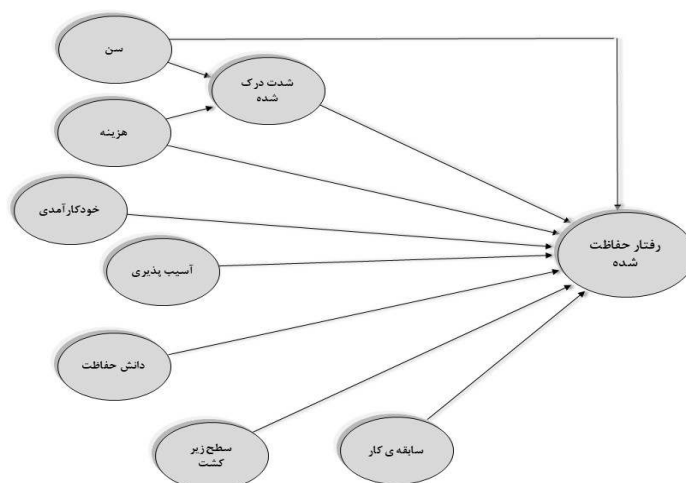 سن
شدت درک
شده
هزینه
خودکارآمدی
رفتار حفاظت
شده
آسیب پذیری
دانش حفاظت
سطح زیر
کشت
سابقه ی کار